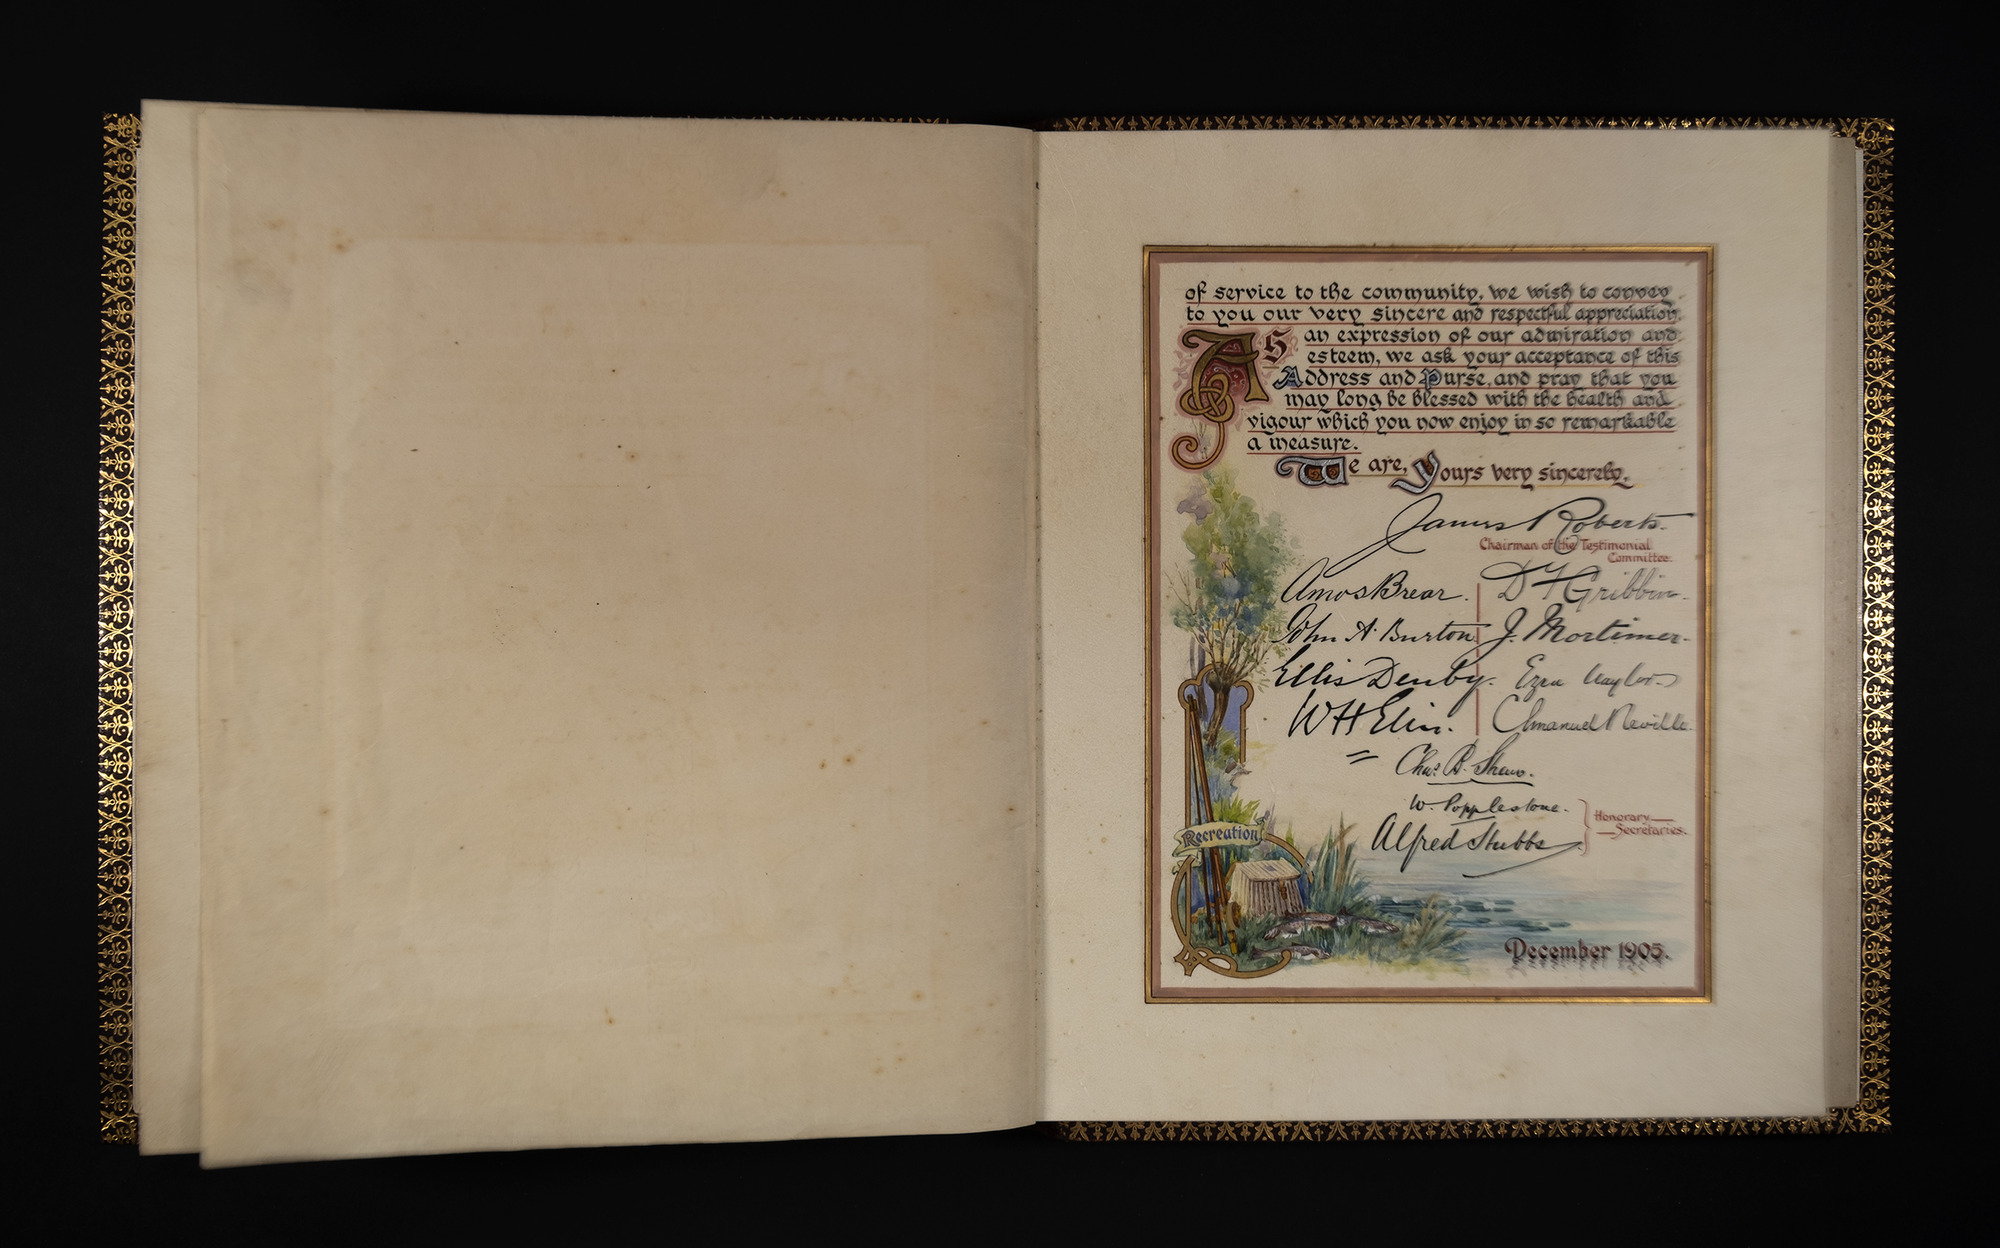 of service to the community, we wish to convey
to you our very sincere and respectful appreciation.
As an expression of our admiration and
esteem, we ask your acceptance of this
Address and Purse, and pray that you
may long be blessed with the health and
vigour which you now enjoy in so remarkable
a measure.
We are, Yours very sincerely,
James Roberts.
Chairman of the Testimonial
Committee.
Amos Brear. D F Gribbin.
John A. Burton J. Mortimer.
Ellis Denby. Ezra Naylor
W H Elin. Emanuel Neville.
Chas. B. Shaw.
W. Popplestone.
Alfred Stubbs
Honorary
Secretaries.
Recreation
December 1905.